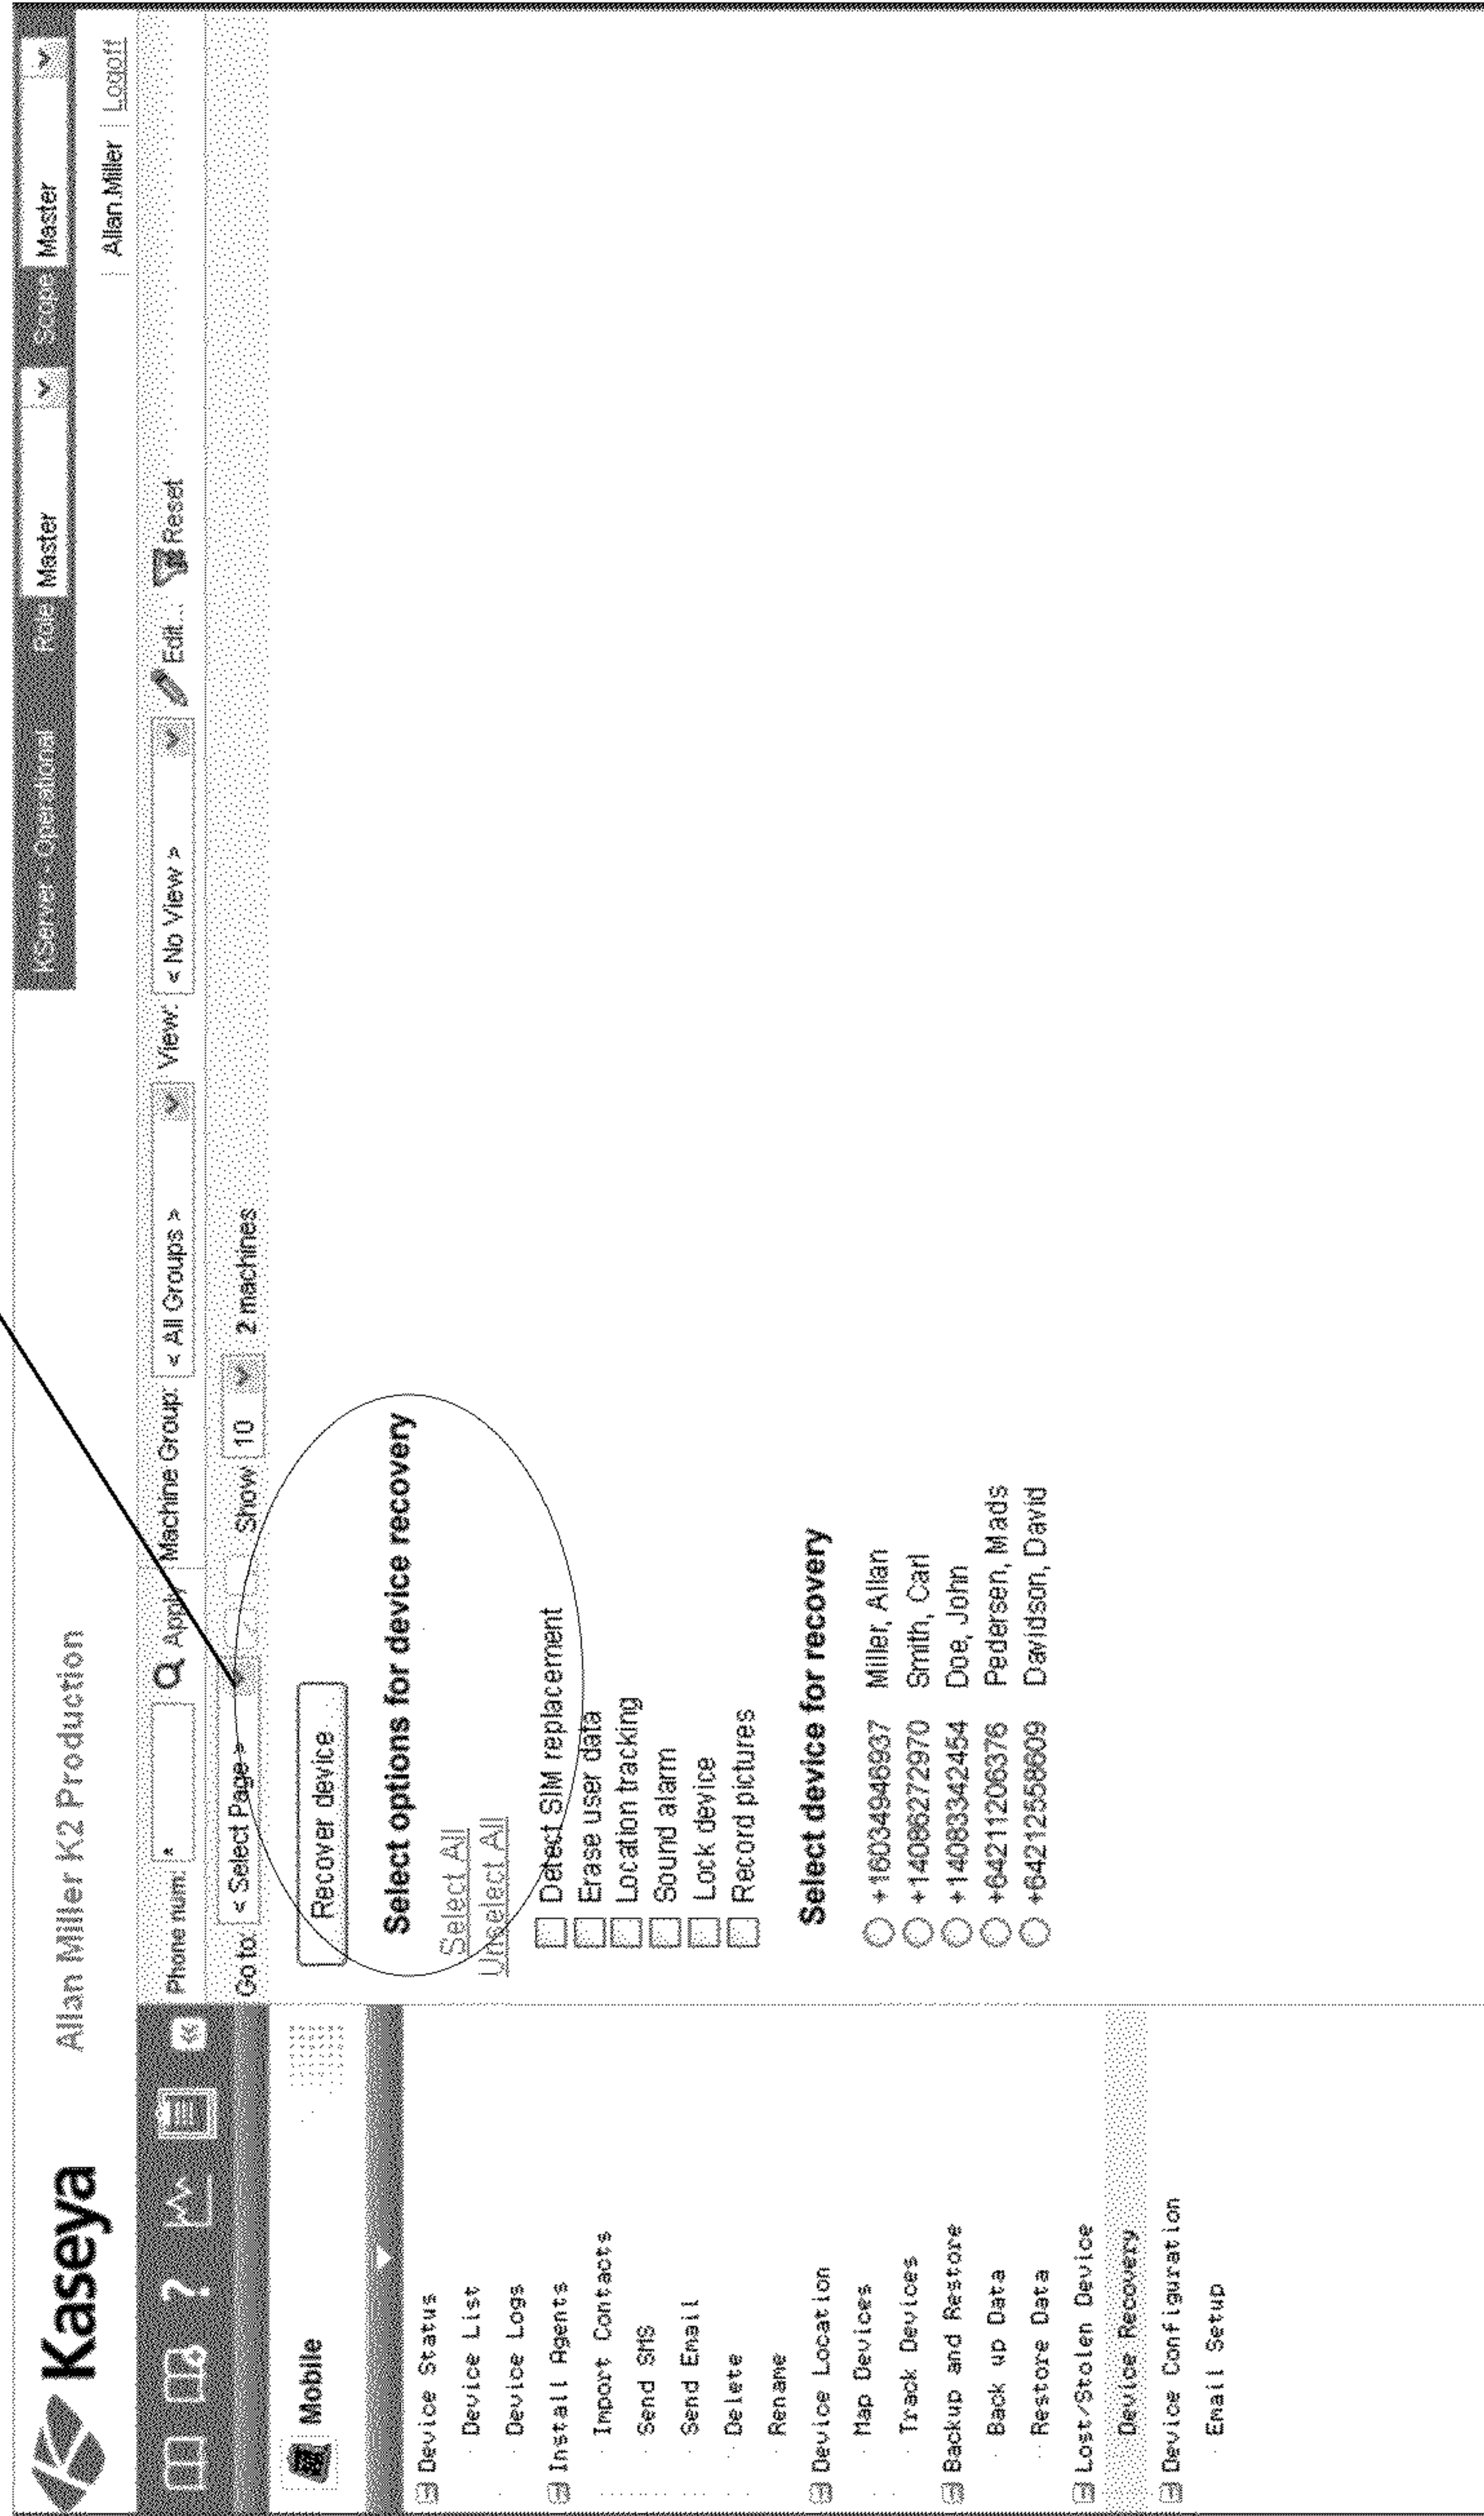 Kaseya
Allan Miller K2 Production
KServer - Operational Role Master Scope Master
Allan.Miller Logoff
Phone num: * Apply Machine Group: < All Groups > View: < No View > Edit... Reset
Go to: < Select Page > Show 10 2 machines
Mobile
Device Status
Device List
Device Logs
Install Agents
Import Contacts
Send SMS
Send Email
Delete
Rename
Device Location
Map Devices
Track Devices
Backup and Restore
Back up Data
Restore Data
Lost/Stolen Device
Device Recovery
Device Configuration
Email Setup
Recover device
Select options for device recovery
Select All
Unselect All
Detect SIM replacement
Erase user data
Location tracking
Sound alarm
Lock device
Record pictures
Select device for recovery
+16034946937 Miller, Allan
+14086272970 Smith, Carl
+14083342454 Doe, John
+64211206376 Pedersen, Mads
+64212558609 Davidson, David